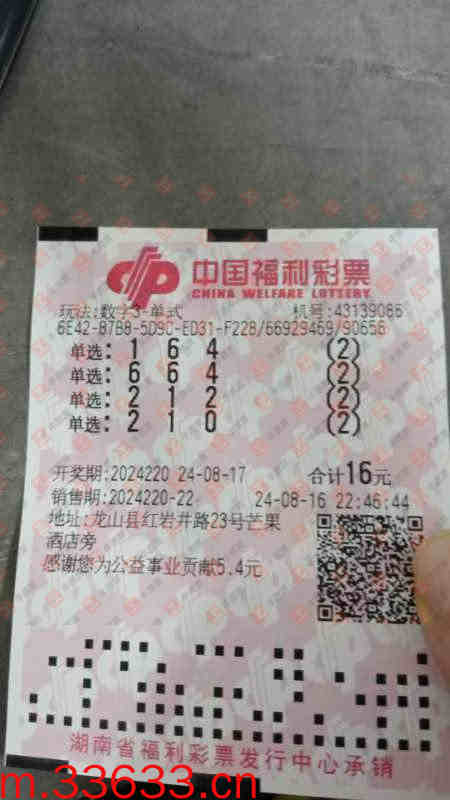 中国福利彩票
CHINA WELFARE LOTTERY
玩法:数字3-单式 机号:43139086
6E42-87B8-5D9C-ED31-F228/66929469/90656
单选: 1 6 4 (2)
单选: 6 6 4 (2)
单选: 2 1 2 (2)
单选: 2 1 0 (2)
开奖期:2024220 24-08-17 合计16元
销售期:2024220-22 24-08-16 22:46:44
地址:龙山县红岩井路23号芒果
酒店旁
感谢您为公益事业贡献5.4元
湖南省福利彩票发行中心承销
m.33633.cn